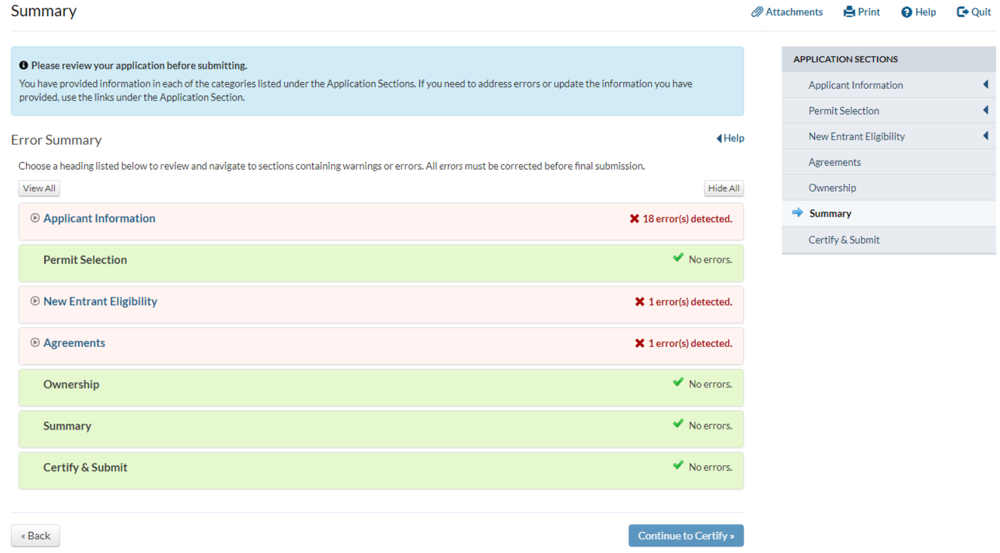 Summary
Attachments Print Help Quit
Please review your application before submitting.
You have provided information in each of the categories listed under the Application Sections. If you need to address errors or update the information you have
provided, use the links under the Application Section.
Error Summary
Help
Choose a heading listed below to review and navigate to sections containing warnings or errors. All errors must be corrected before final submission.
View All
Hide All
Applicant Information
18 error(s) detected.
Permit Selection
No errors.
New Entrant Eligibility
1 error(s) detected.
Agreements
1 error(s) detected.
Ownership
No errors.
Summary
No errors.
Certify & Submit
No errors.
« Back
Continue to Certify »
APPLICATION SECTIONS
Applicant Information
Permit Selection
New Entrant Eligibility
Agreements
Ownership
Summary
Certify & Submit